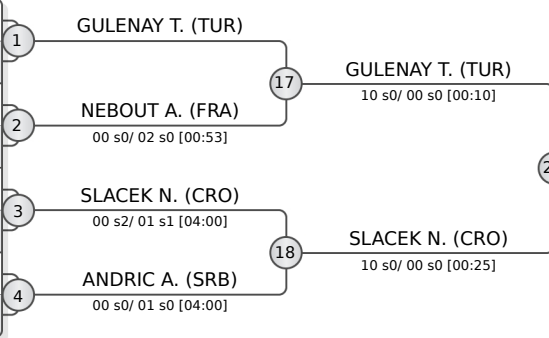 GULENAY T. (TUR)
1
GULENAY T. (TUR)
17
10 s0/ 00 s0 [00:10]
NEBOUT A. (FRA)
2
00 s0/ 02 s0 [00:53]
SLACEK N. (CRO)
3
00 s2/ 01 s1 [04:00]
SLACEK N. (CRO)
18
10 s0/ 00 s0 [00:25]
ANDRIC A. (SRB)
4
00 s0/ 01 s0 [04:00]